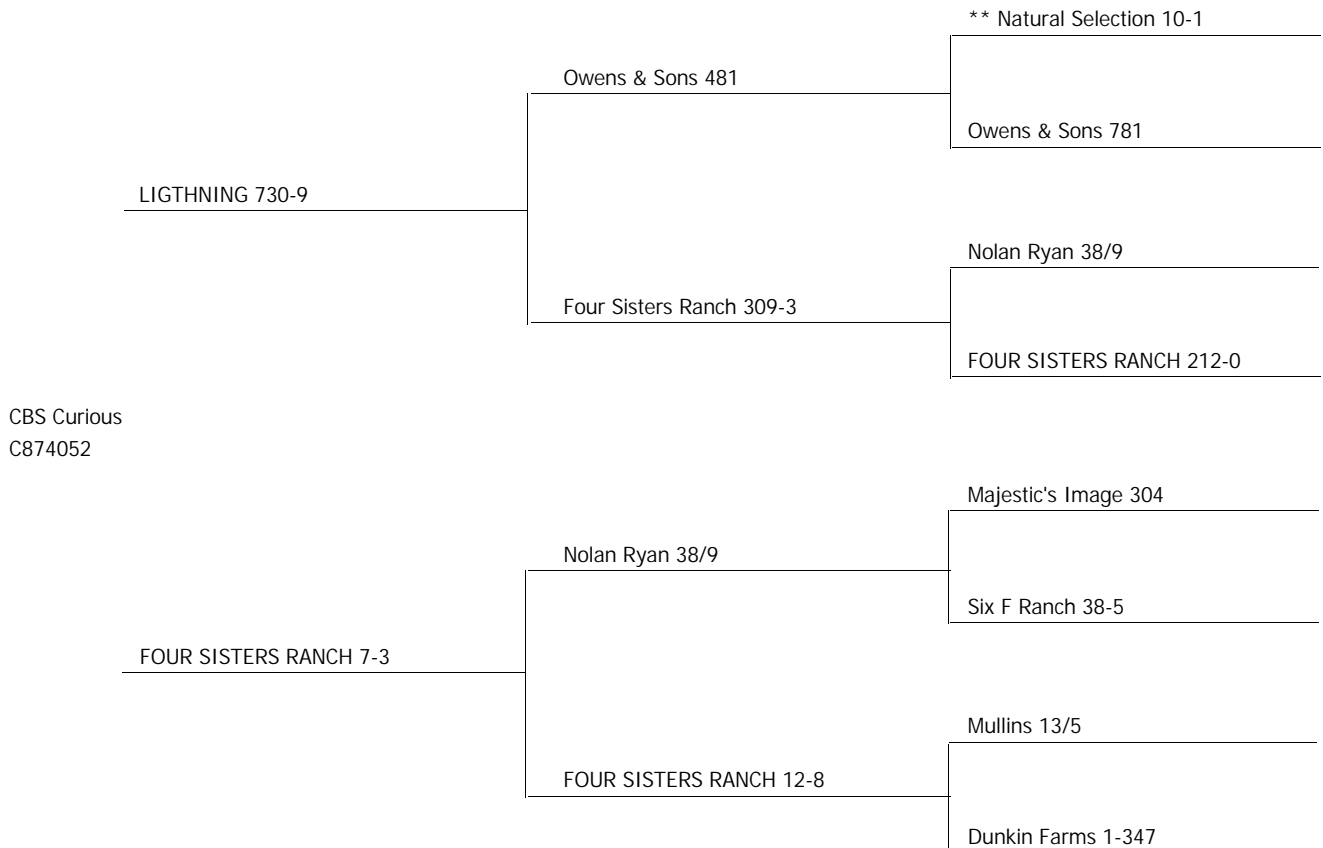 ** Natural Selection 10-1
Owens & Sons 481
Owens & Sons 781
LIGTHNING 730-9
Nolan Ryan 38/9
Four Sisters Ranch 309-3
FOUR SISTERS RANCH 212-0
CBS Curious
C874052
Majestic's Image 304
Nolan Ryan 38/9
Six F Ranch 38-5
FOUR SISTERS RANCH 7-3
Mullins 13/5
FOUR SISTERS RANCH 12-8
Dunkin Farms 1-347